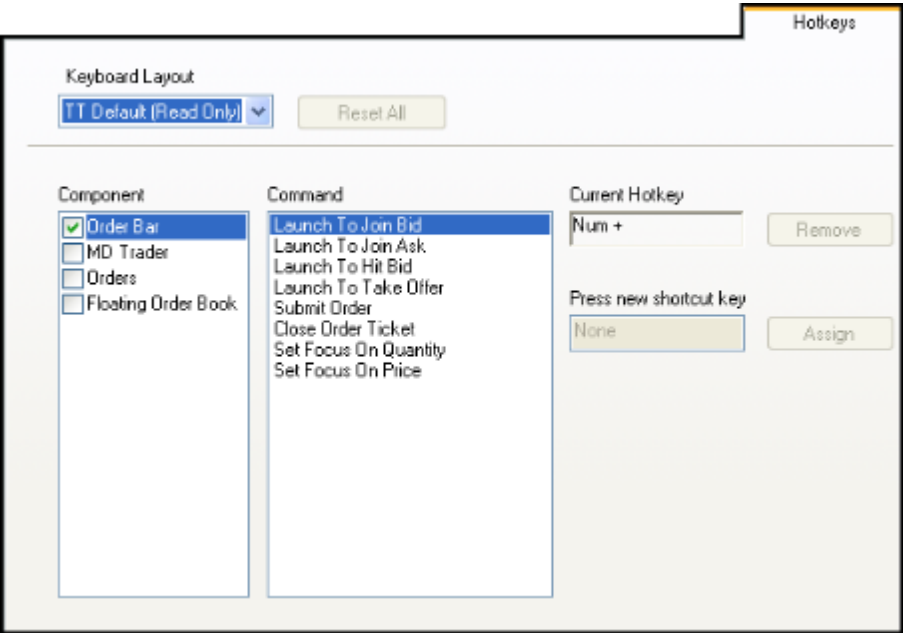 Hotkeys
Keyboard Layout
TT Default (Read Only)
Reset All
Component
Order Bar
MD Trader
Orders
Floating Order Book
Command
Launch To Join Bid
Launch To Join Ask
Launch To Hit Bid
Launch To Take Offer
Submit Order
Close Order Ticket
Set Focus On Quantity
Set Focus On Price
Current Hotkey
Num +
Remove
Press new shortcut key
None
Assign